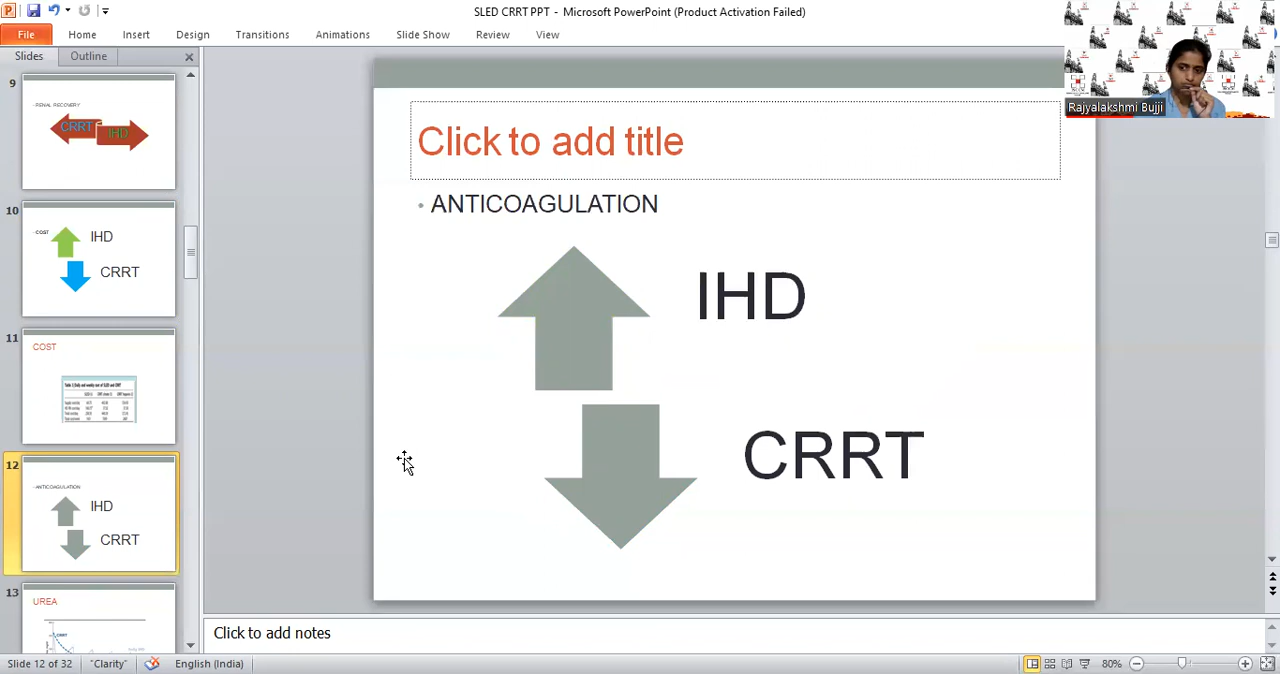 SLED CRRT PPT - Microsoft PowerPoint (Product Activation Failed)
File Home Insert Design Transitions Animations Slide Show Review View
Slides Outline
Rajyalakshmi Bujji
9
RENAL RECOVERY
CRRT IHD
10
COST
IHD
CRRT
11
COST
12
ANTICOAGULATION
IHD
CRRT
13
UREA
CRRT
Click to add title
• ANTICOAGULATION
IHD
CRRT
Click to add notes
Slide 12 of 32 "Clarity" English (India) 80%